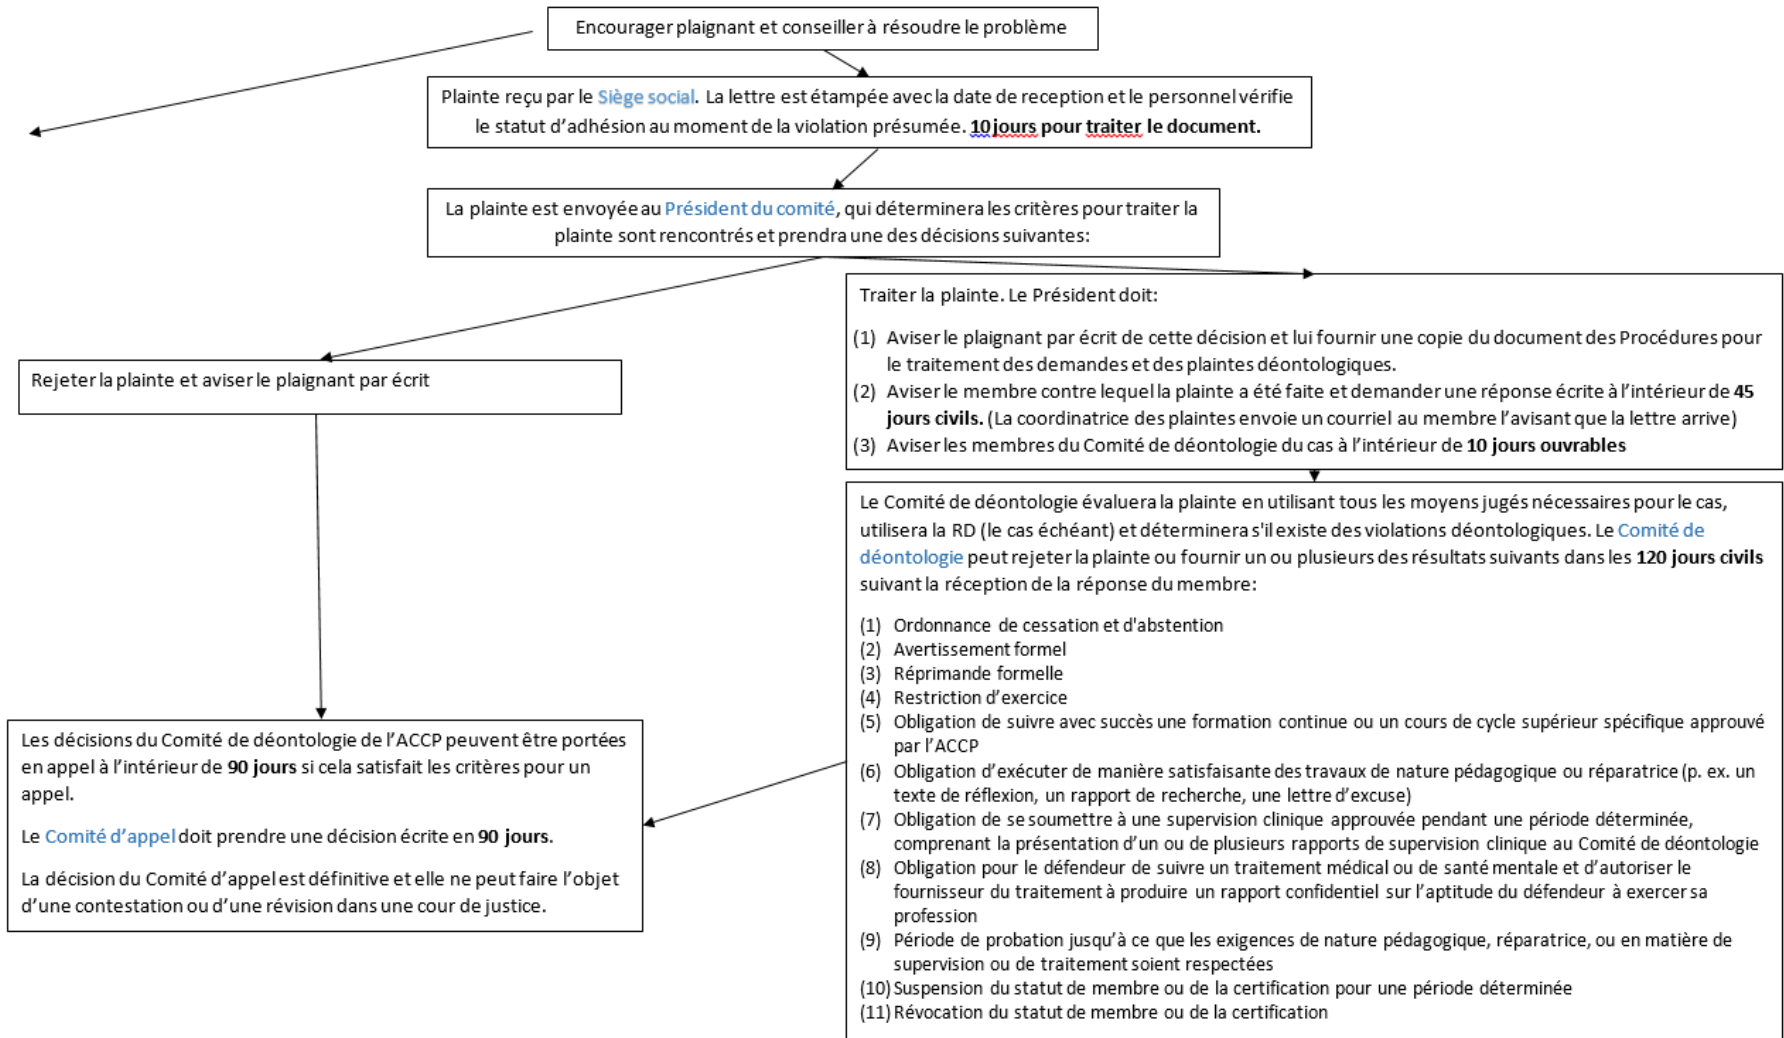 Encourager plaignant et conseiller à résoudre le problème
Plainte reçu par le Siège social. La lettre est étampée avec la date de reception et le personnel vérifie
le statut d’adhésion au moment de la violation présumée. 10 jours pour traiter le document.
La plainte est envoyée au Président du comité, qui déterminera les critères pour traiter la
plainte sont rencontrés et prendra une des décisions suivantes:
Traiter la plainte. Le Président doit:
(1) Aviser le plaignant par écrit de cette décision et lui fournir une copie du document des Procédures pour
le traitement des demandes et des plaintes déontologiques.
(2) Aviser le membre contre lequel la plainte a été faite et demander une réponse écrite à l’intérieur de 45
jours civils. (La coordinatrice des plaintes envoie un courriel au membre l’avisant que la lettre arrive)
(3) Aviser les membres du Comité de déontologie du cas à l’intérieur de 10 jours ouvrables
Rejeter la plainte et aviser le plaignant par écrit
Le Comité de déontologie évaluera la plainte en utilisant tous les moyens jugés nécessaires pour le cas,
utilisera la RD (le cas échéant) et déterminera s'il existe des violations déontologiques. Le Comité de
déontologie peut rejeter la plainte ou fournir un ou plusieurs des résultats suivants dans les 120 jours civils
suivant la réception de la réponse du membre:
(1) Ordonnance de cessation et d'abstention
(2) Avertissement formel
(3) Réprimande formelle
(4) Restriction d’exercice
(5) Obligation de suivre avec succès une formation continue ou un cours de cycle supérieur spécifique approuvé
par l’ACCP
(6) Obligation d’exécuter de manière satisfaisante des travaux de nature pédagogique ou réparatrice (p. ex. un
texte de réflexion, un rapport de recherche, une lettre d’excuse)
(7) Obligation de se soumettre à une supervision clinique approuvée pendant une période déterminée,
comprenant la présentation d’un ou de plusieurs rapports de supervision clinique au Comité de déontologie
(8) Obligation pour le défendeur de suivre un traitement médical ou de santé mentale et d’autoriser le
fournisseur du traitement à produire un rapport confidentiel sur l’aptitude du défendeur à exercer sa
profession
(9) Période de probation jusqu’à ce que les exigences de nature pédagogique, réparatrice, ou en matière de
supervision ou de traitement soient respectées
(10) Suspension du statut de membre ou de la certification pour une période déterminée
(11) Révocation du statut de membre ou de la certification
Les décisions du Comité de déontologie de l’ACCP peuvent être portées
en appel à l’intérieur de 90 jours si cela satisfait les critères pour un
appel.
Le Comité d’appel doit prendre une décision écrite en 90 jours.
La décision du Comité d’appel est définitive et elle ne peut faire l’objet
d’une contestation ou d’une révision dans une cour de justice.